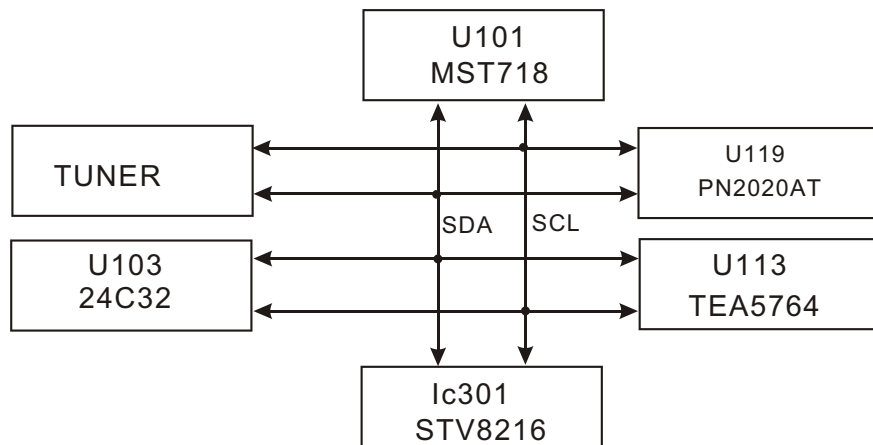 U101
MST718
TUNER
U119
PN2020AT
SDA
SCL
U103
24C32
U113
TEA5764
Ic301
STV8216